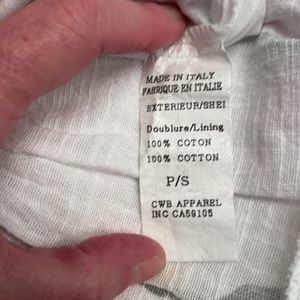 MADE IN ITALY
FABRIQUE EN ITALIE
EXTERIEUR/SHEI
Doublure/Lining
100% COTON
100% COTTON
P/S
CWB APPAREL
INC CA59105